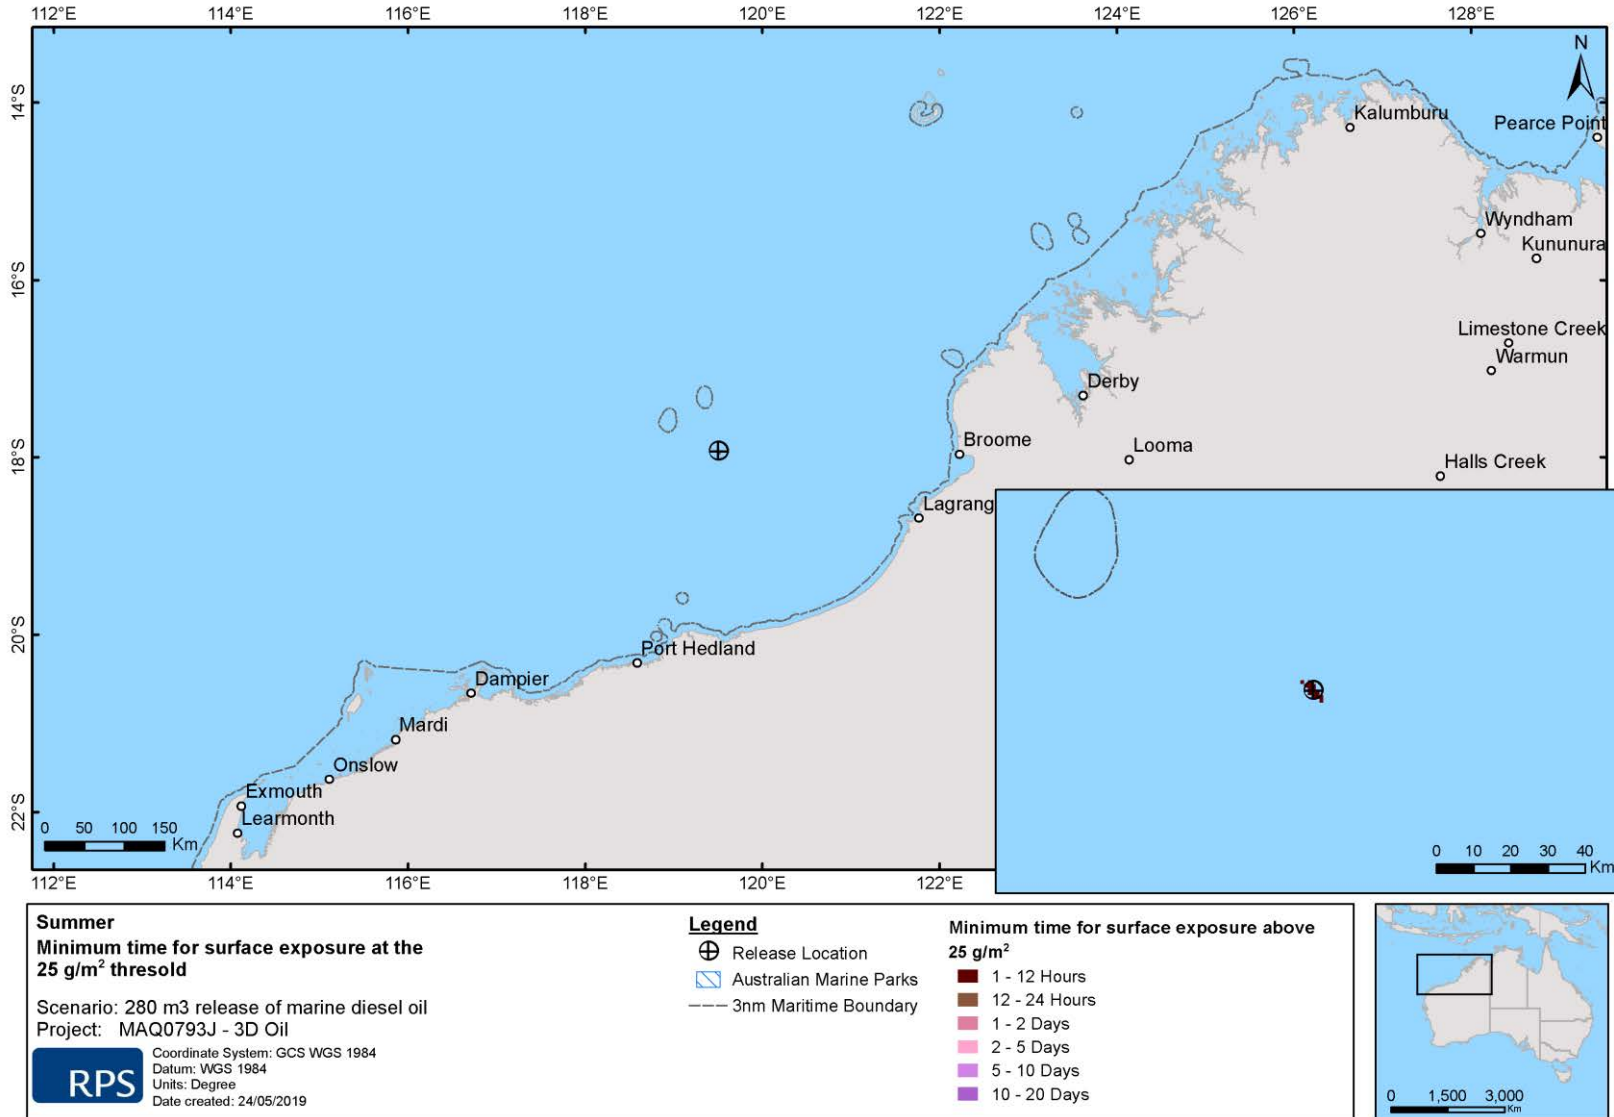 112°E 114°E 116°E 118°E 120°E 122°E 124°E 126°E 128°E
N
14°S
Kalumburu
Pearce Point
Wyndham
Kununura
16°S
Limestone Creek
Warmun
Derby
18°S
Broome
Looma
Halls Creek
Lagrang
20°S
Port Hedland
Dampier
Mardi
Onslow
22°S
Exmouth
Learmonth
0 50 100 150
Km
0 10 20 30 40
Km
112°E 114°E 116°E 118°E 120°E 122°E
Summer
Minimum time for surface exposure at the
25 g/m² thresold
Scenario: 280 m3 release of marine diesel oil
Project: MAQ0793J - 3D Oil
RPS
Coordinate System: GCS WGS 1984
Datum: WGS 1984
Units: Degree
Date created: 24/05/2019
Legend
Release Location
Australian Marine Parks
3nm Maritime Boundary
Minimum time for surface exposure above
25 g/m²
1 - 12 Hours
12 - 24 Hours
1 - 2 Days
2 - 5 Days
5 - 10 Days
10 - 20 Days
0 1,500 3,000
Km